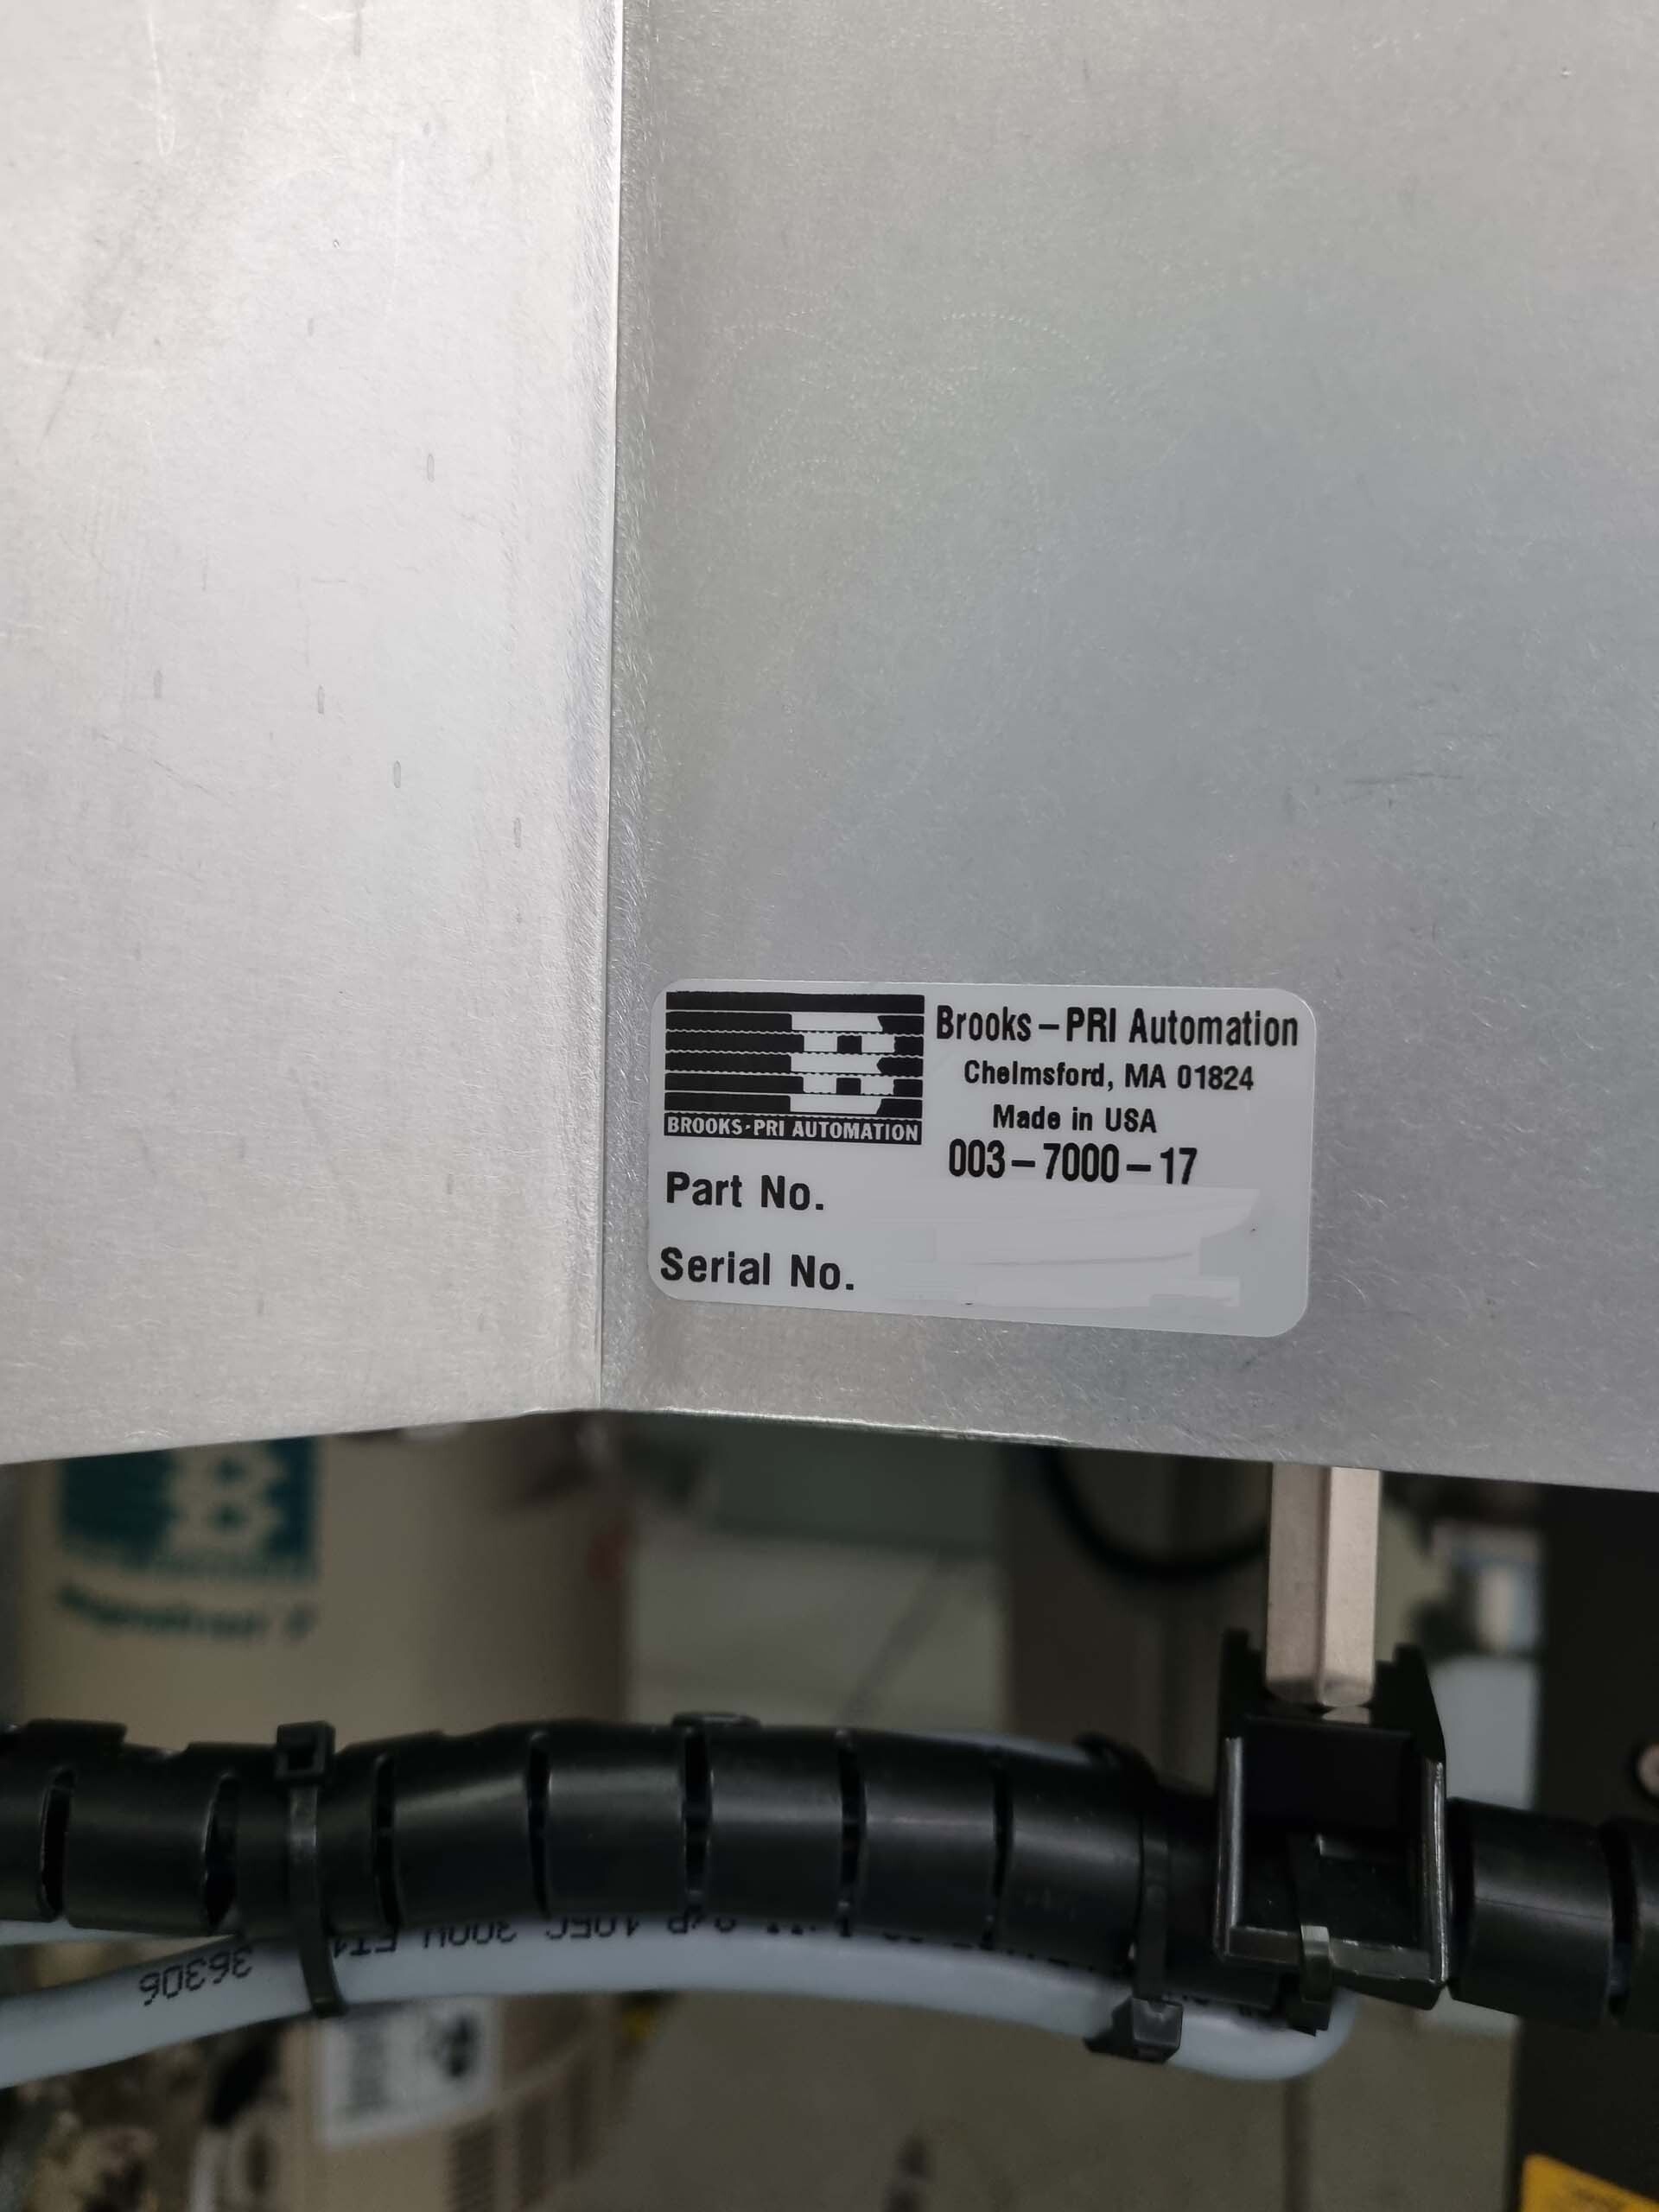 Brooks – PRI Automation
Chelmsford, MA 01824
Made in USA
BROOKS·PRI AUTOMATION
003 – 7000 – 17
Part No.
Serial No.
36306
300V